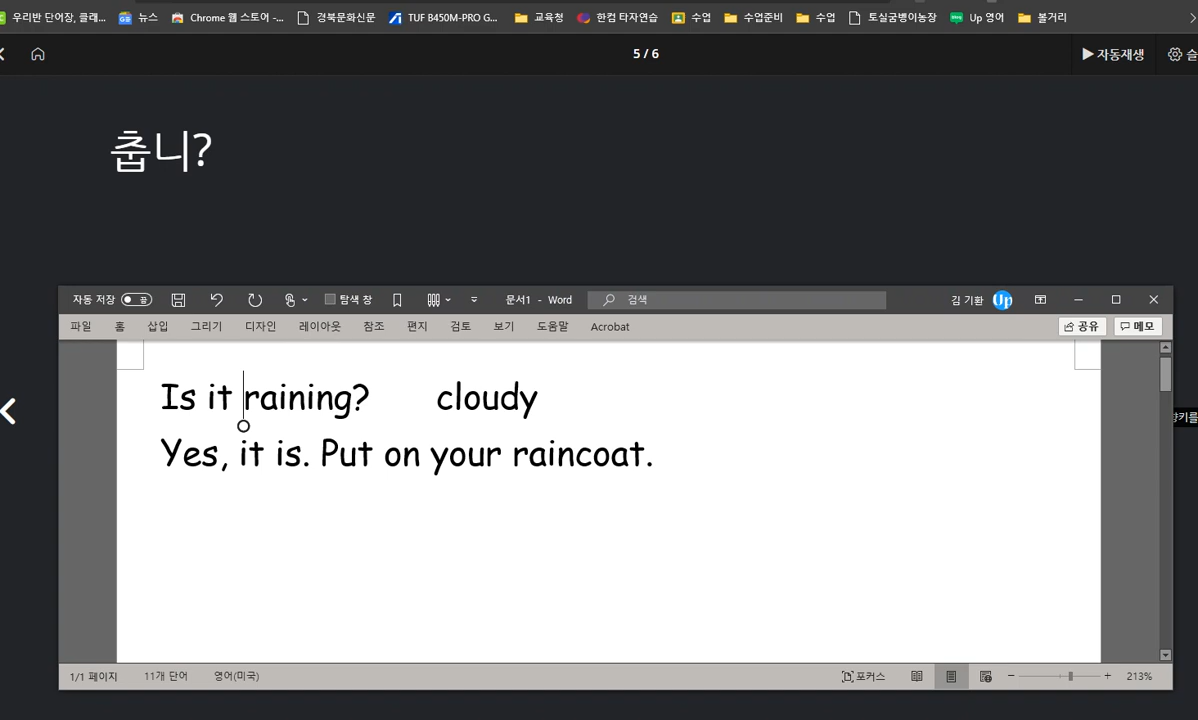 우리반 단어장, 클래... 뉴스 Chrome 웹 스토어 -... 경북문화신문 TUF B450M-PRO G... 교육청 한컴 타자연습 수업 수업준비 수업 토실굼벵이농장 Up 영어 볼거리
5 / 6 자동재생 슬
춥니?
자동 저장 끔 탐색 창 문서1 - Word 검색 김 기환 Up
파일 홈 삽입 그리기 디자인 레이아웃 참조 편지 검토 보기 도움말 Acrobat 공유 메모
Is it raining? cloudy
향키를
Yes, it is. Put on your raincoat.
1/1 페이지 11개 단어 영어(미국) 포커스 213%